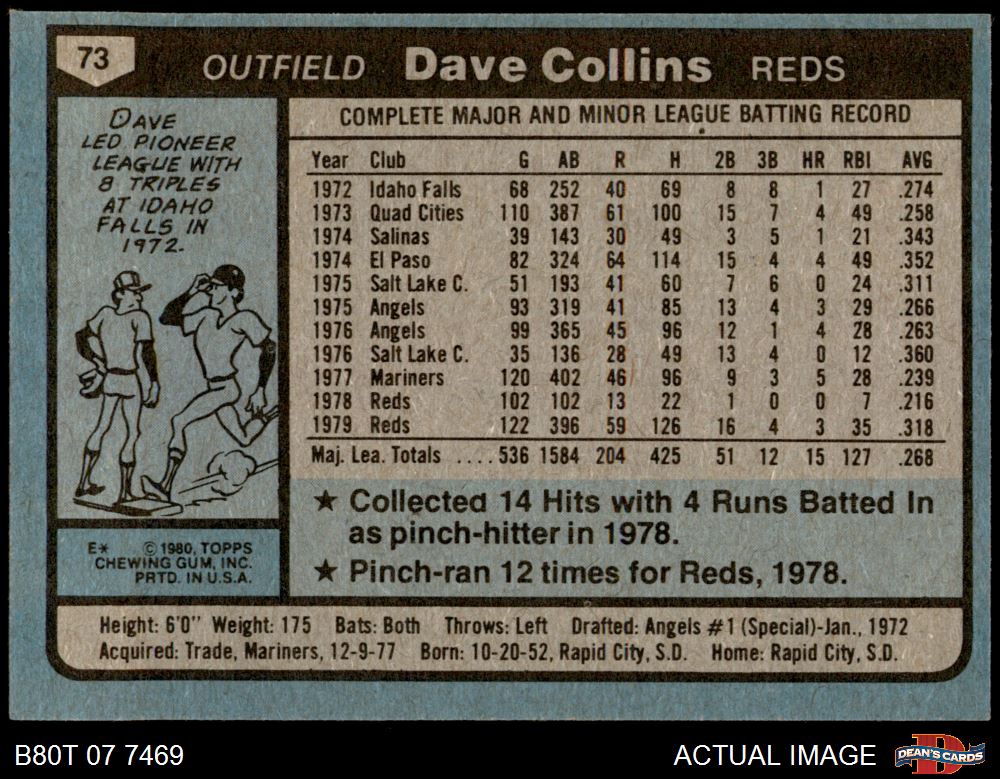 73 OUTFIELD Dave Collins REDS
DAVE
LED PIONEER
LEAGUE WITH
8 TRIPLES
AT IDAHO
FALLS IN
1972.
COMPLETE MAJOR AND MINOR LEAGUE BATTING RECORD
Year Club G AB R H 2B 3B HR RBI AVG
1972 Idaho Falls 68 252 40 69 8 8 1 27 .274
1973 Quad Cities 110 387 61 100 15 7 4 49 .258
1974 Salinas 39 143 30 49 3 5 1 21 .343
1974 El Paso 82 324 64 114 15 4 4 49 .352
1975 Salt Lake C. 51 193 41 60 7 6 0 24 .311
1975 Angels 93 319 41 85 13 4 3 29 .266
1976 Angels 99 365 45 96 12 1 4 28 .263
1976 Salt Lake C. 35 136 28 49 13 4 0 12 .360
1977 Mariners 120 402 46 96 9 3 5 28 .239
1978 Reds 102 102 13 22 1 0 0 7 .216
1979 Reds 122 396 59 126 16 4 3 35 .318
Maj. Lea. Totals ....536 1584 204 425 51 12 15 127 .268
★ Collected 14 Hits with 4 Runs Batted In
as pinch-hitter in 1978.
★ Pinch-ran 12 times for Reds, 1978.
E* ©1980, TOPPS
CHEWING GUM, INC.
PRTD. IN U.S.A.
Height: 6'0" Weight: 175 Bats: Both Throws: Left Drafted: Angels #1 (Special)-Jan., 1972
Acquired: Trade, Mariners, 12-9-77 Born: 10-20-52, Rapid City, S.D. Home: Rapid City, S.D.
B80T 07 7469 ACTUAL IMAGE D DEAN'S CARDS